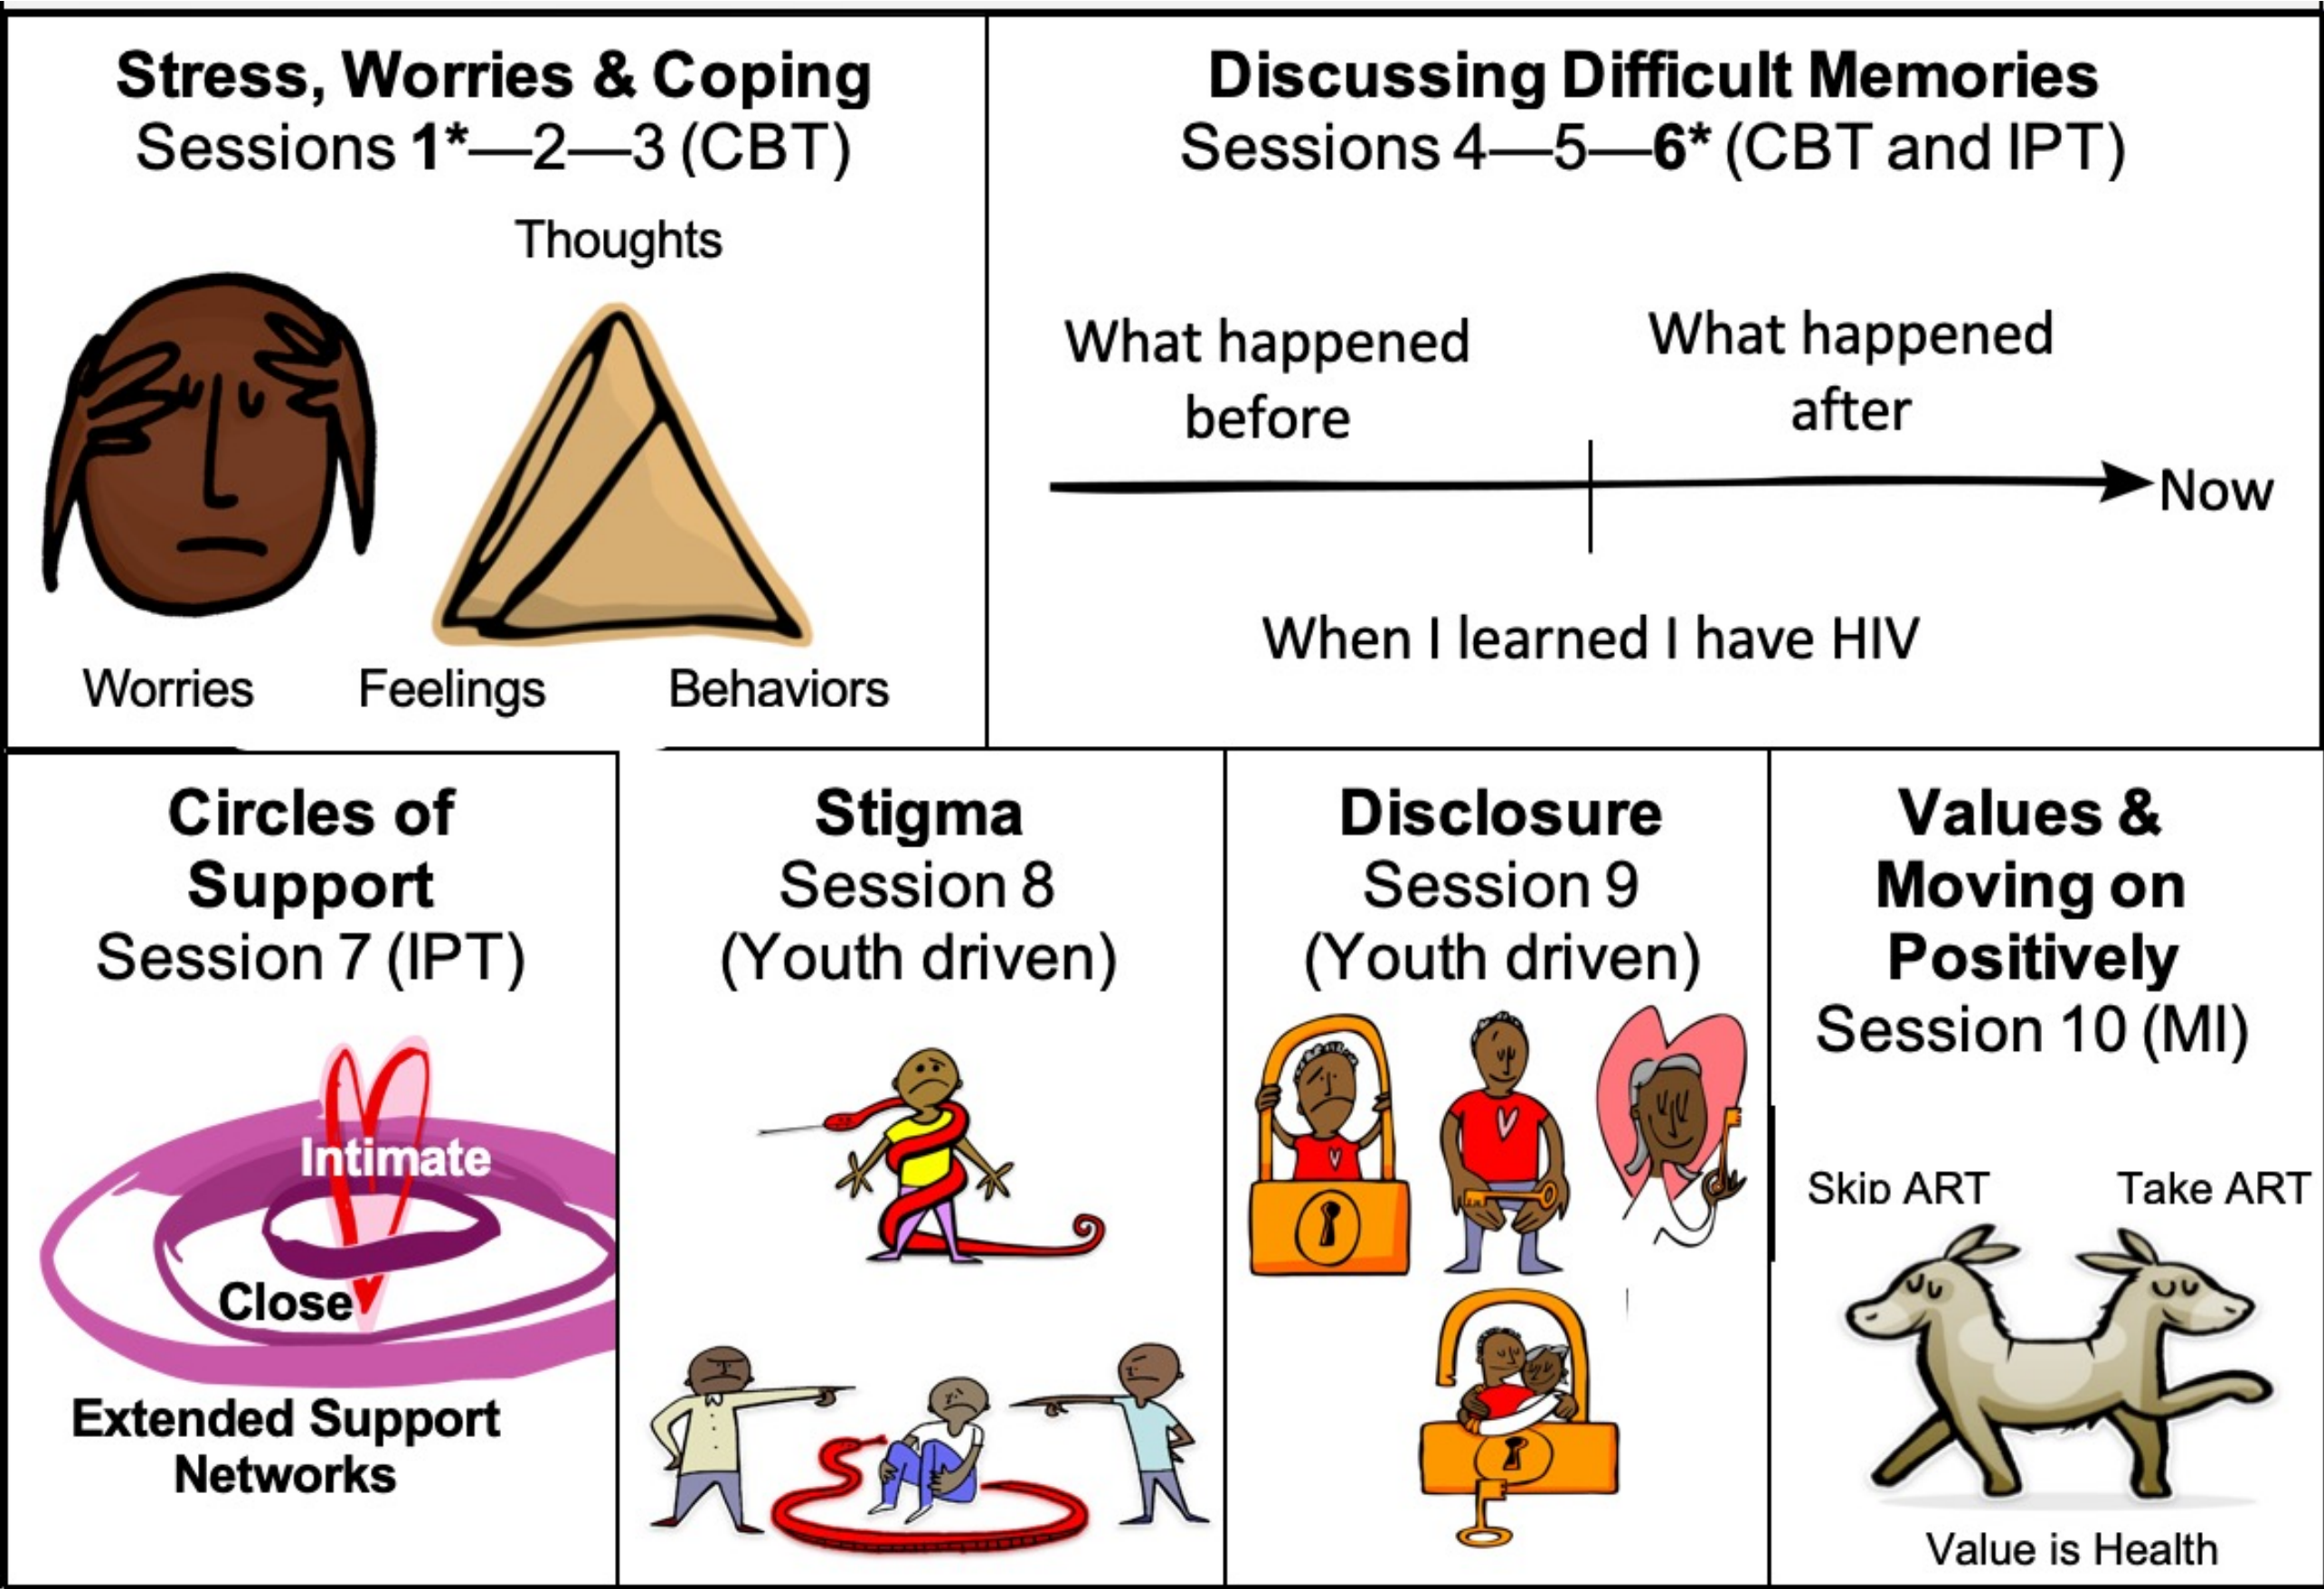 Stress, Worries & Coping
Sessions 1*—2—3 (CBT)
Thoughts
Worries
Feelings
Behaviors
Discussing Difficult Memories
Sessions 4—5—6* (CBT and IPT)
What happened
before
What happened
after
Now
When I learned I have HIV
Circles of
Support
Session 7 (IPT)
Intimate
Close
Extended Support
Networks
Stigma
Session 8
(Youth driven)
Disclosure
Session 9
(Youth driven)
Values &
Moving on
Positively
Session 10 (MI)
Skip ART
Take ART
Value is Health